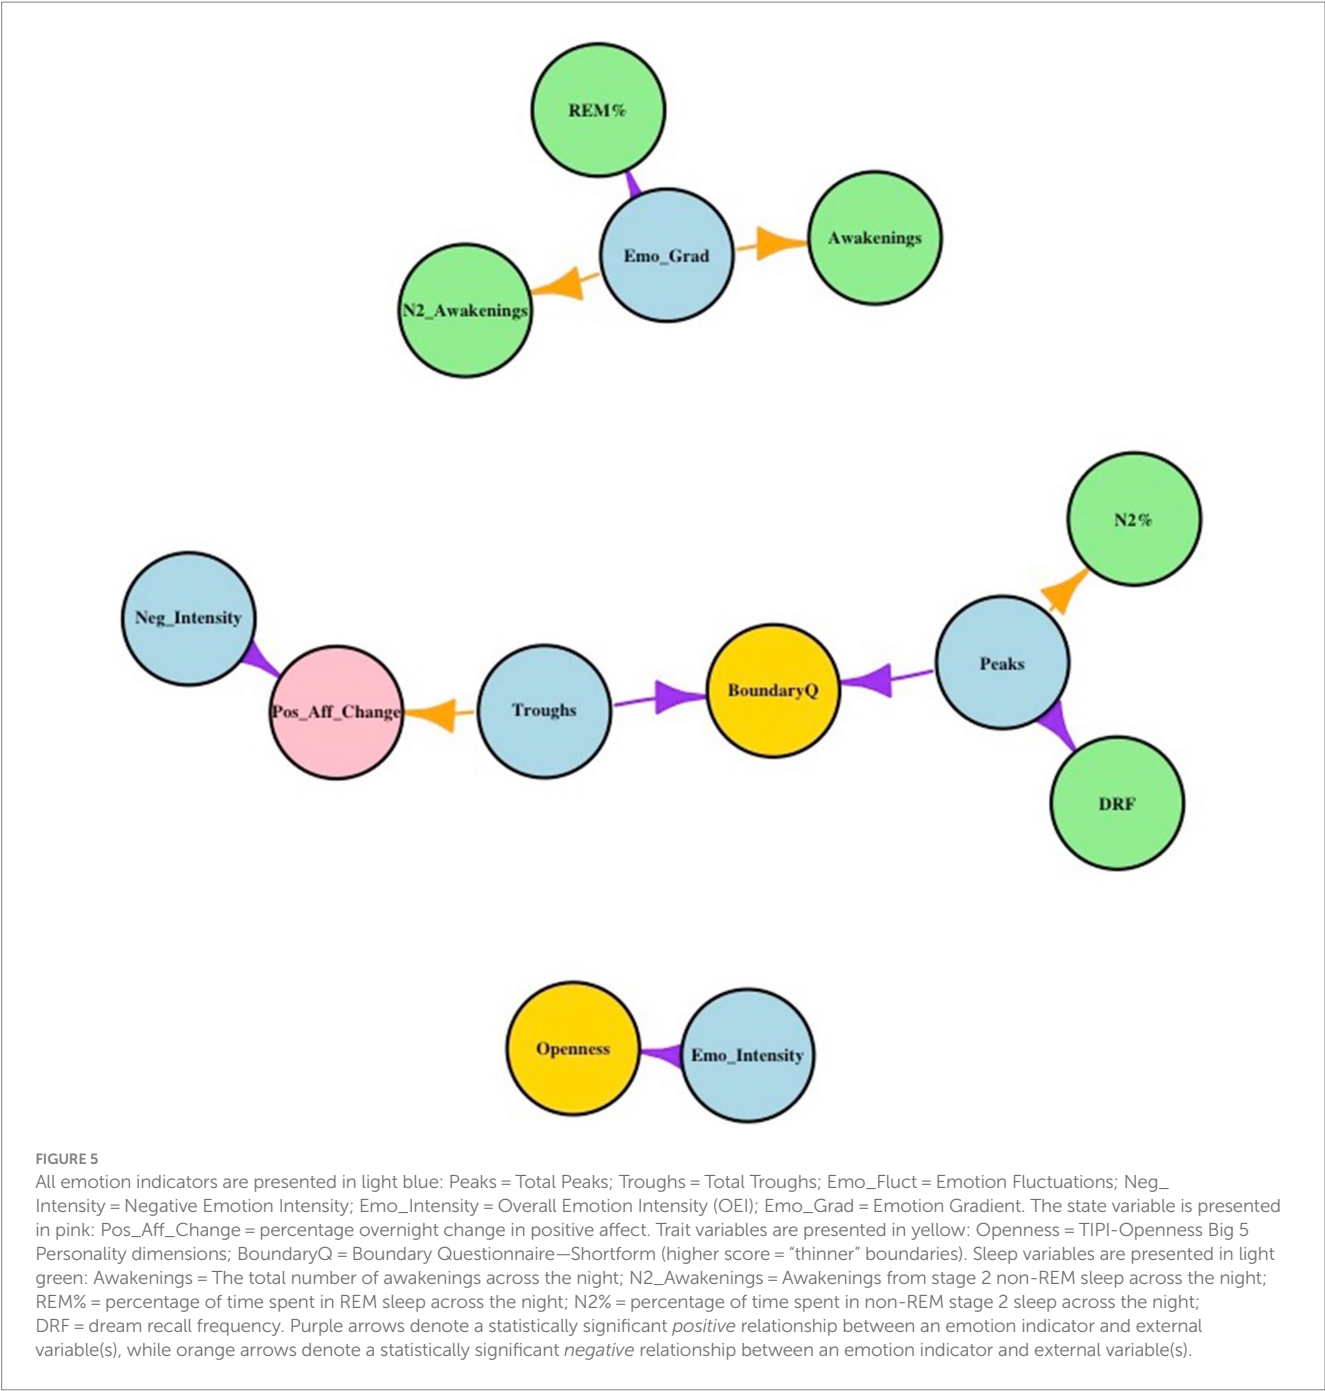 REM%
Awakenings
Emo_Grad
N2_Awakenings
N2%
Neg_Intensity
Peaks
BoundaryQ
Troughs
Pos_Aff_Change
DRF
Openness
Emo_Intensity
FIGURE 5
All emotion indicators are presented in light blue: Peaks = Total Peaks; Troughs = Total Troughs; Emo_Fluct = Emotion Fluctuations; Neg_
Intensity = Negative Emotion Intensity; Emo_Intensity = Overall Emotion Intensity (OEI); Emo_Grad = Emotion Gradient. The state variable is presented
in pink: Pos_Aff_Change = percentage overnight change in positive affect. Trait variables are presented in yellow: Openness = TIPI-Openness Big 5
Personality dimensions; BoundaryQ = Boundary Questionnaire—Shortform (higher score = “thinner” boundaries). Sleep variables are presented in light
green: Awakenings = The total number of awakenings across the night; N2_Awakenings = Awakenings from stage 2 non-REM sleep across the night;
REM% = percentage of time spent in REM sleep across the night; N2% = percentage of time spent in non-REM stage 2 sleep across the night;
DRF = dream recall frequency. Purple arrows denote a statistically significant positive relationship between an emotion indicator and external
variable(s), while orange arrows denote a statistically significant negative relationship between an emotion indicator and external variable(s).